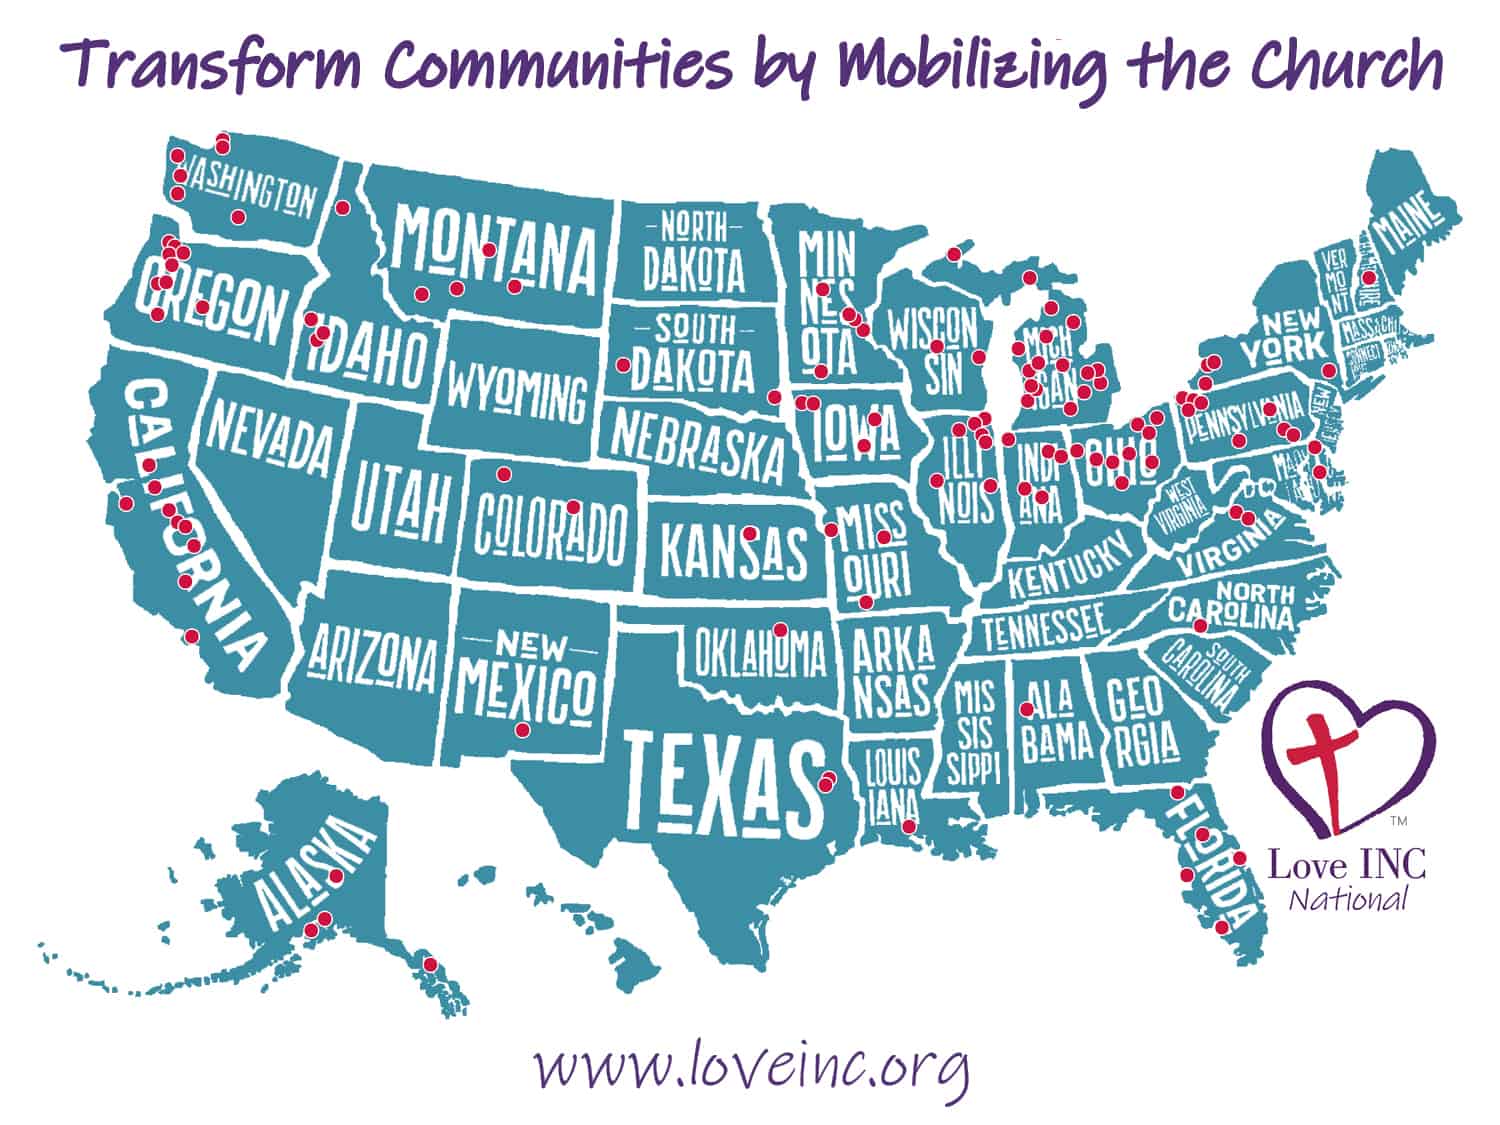 Transform Communities by Mobilizing the Church
WASHINGTON
MONTANA
NORTH
DAKOTA
MIN
NES
OTA
WISCON
SIN
MICH
IGAN
VER
MO
NT
MAINE
NEW
YORK
MASSACH
CONNECT
OREGON
IDAHO
WYOMING
SOUTH
DAKOTA
IOWA
ILLI
NOIS
INDI
ANA
OHIO
PENNSYLVANIA
NEW
CALIFORNIA
NEVADA
UTAH
COLORADO
NEBRASKA
KANSAS
MISS
OURI
KENTUCKY
WEST
VIRGINIA
VIRGINIA
ARIZONA
NEW
MEXICO
OKLAHOMA
ARKA
NSAS
TENNESSEE
NORTH
CAROLINA
SOUTH
CAROLINA
TEXAS
LOUIS
IANA
MIS
SIS
SIPPI
ALA
BAMA
GEO
RGIA
FLORIDA
ALASKA
TM
Love INC
National
www.loveinc.org